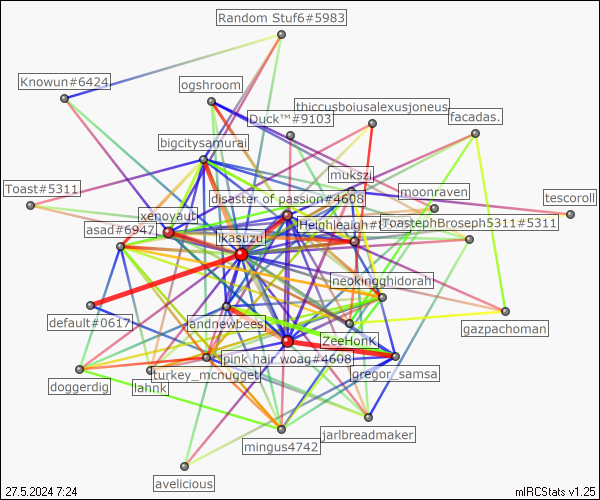 Random Stuf6#5983
Knowun#6424
ogshroom
thiccusboiusalexusjoneus
Duck™#9103
facadas.
bigcitysamurai
mukszi
Toast#5311
disaster of passion#4608
moonraven
tescoroll
xenoyaut
asad#6947
Heighleigh#8
ToastephBroseph5311#5311
ikasuzu
neokingghidorah
default#0617
andnewbees
ZeeHonK
gazpachoman
pink hair woag#4608
turkey_mcnugget
gregor_samsa
doggerdig
lahnk
mingus4742
jarlbreadmaker
avelicious
27.5.2024 7:24
mIRCStats v1.25